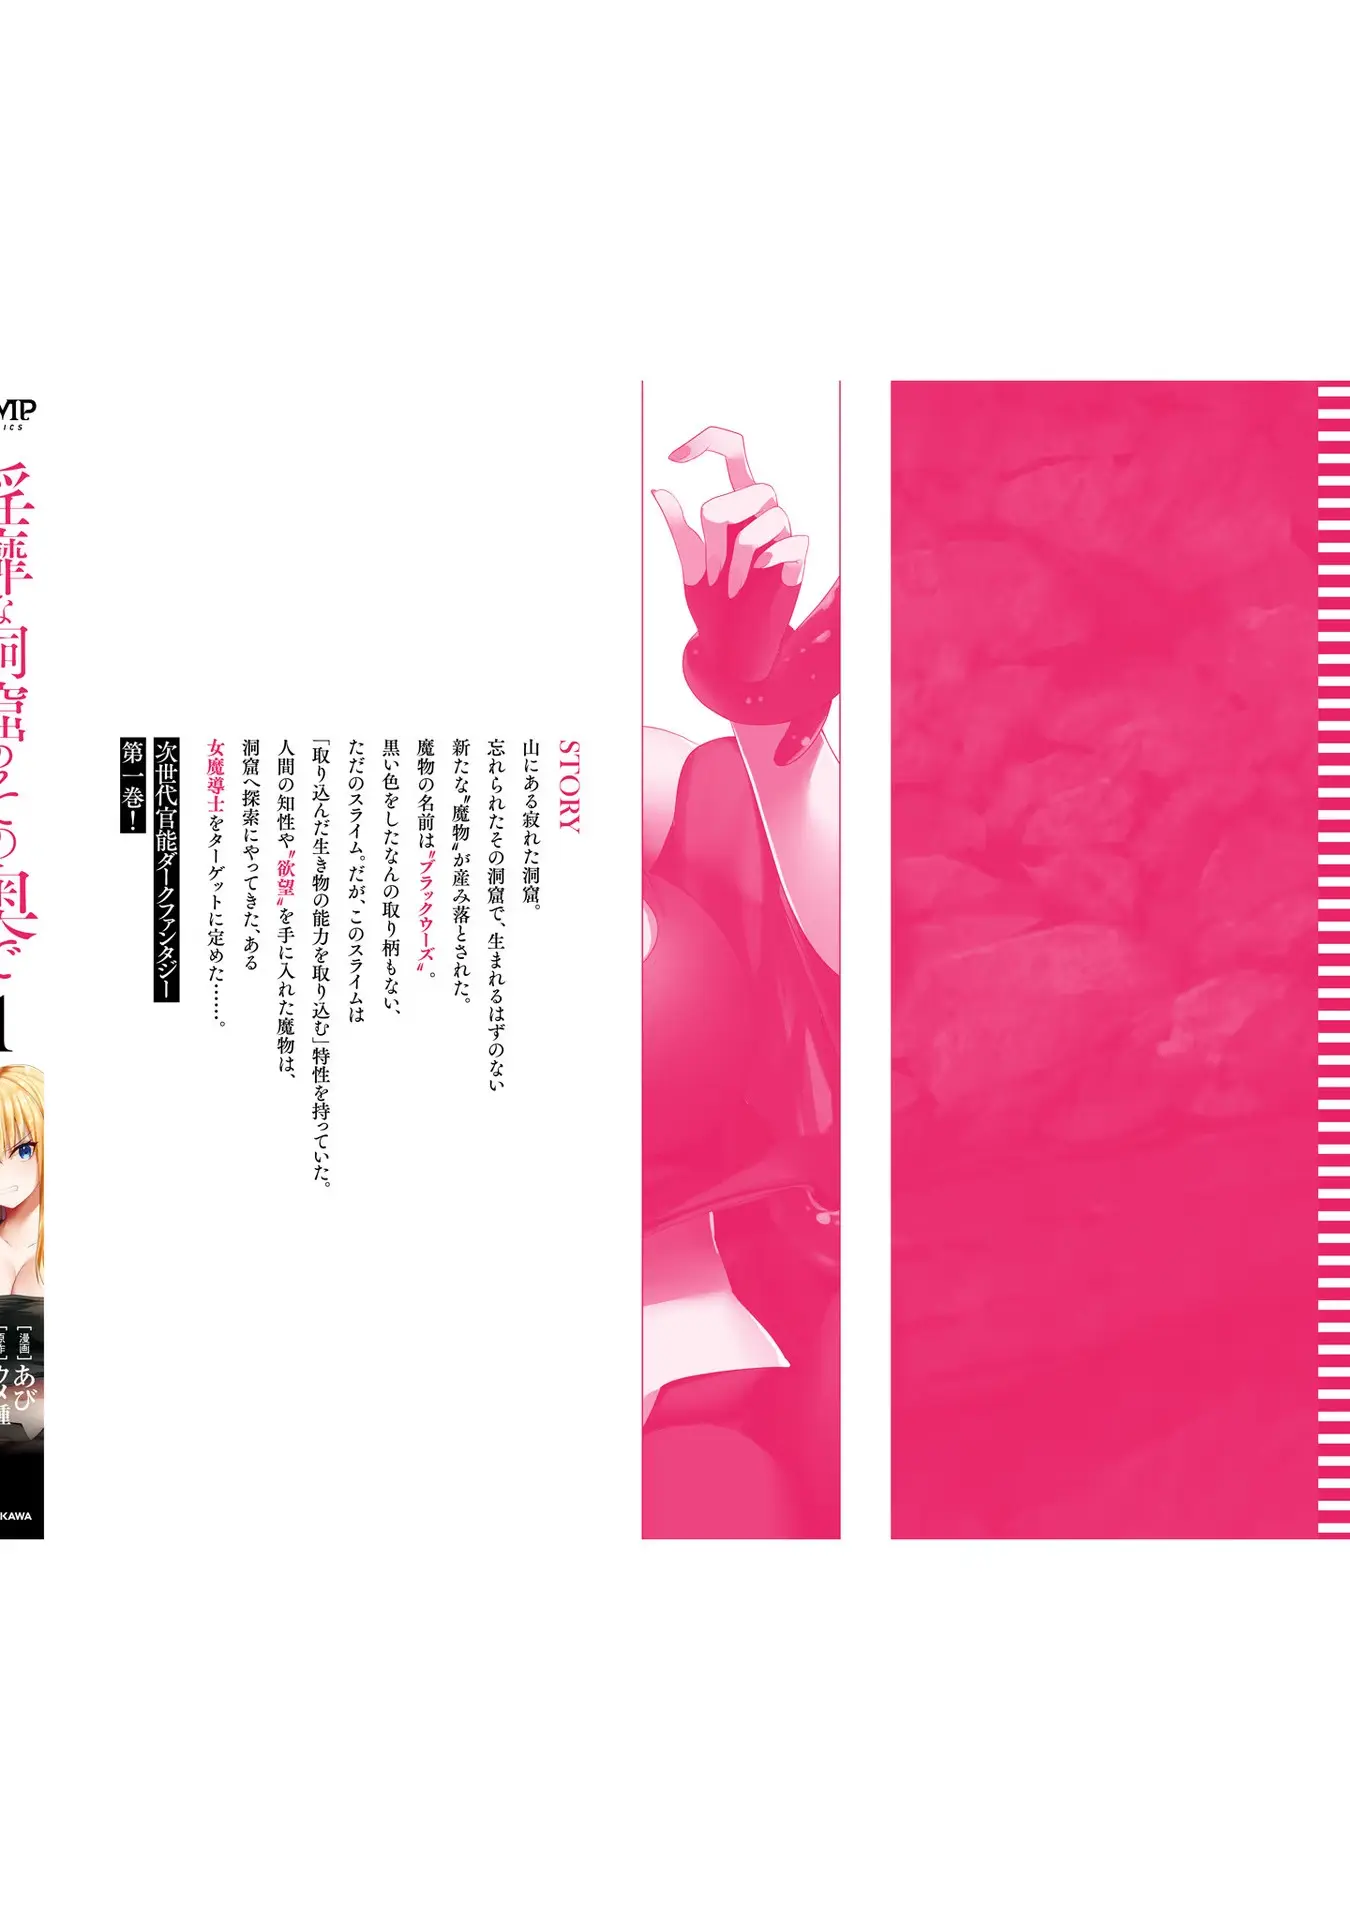 STORY
山にある寂れた洞窟。
忘れられたその洞窟で、生まれるはずのない
新たな〝魔物〟が産み落とされた。
魔物の名前は〝ブラックウーズ〟。
黒い色をしたなんの取り柄もない、
ただのスライム。だが、このスライムは
「取り込んだ生き物の能力を取り込む」特性を持っていた。
人間の知性や〝欲望〟を手に入れた魔物は、
洞窟へ探索にやってきた、ある
女魔導士をターゲットに定めた……。
次世代官能ダークファンタジー
第一巻！
淫靡な洞窟のその奥で
1
[漫画]あび
[原作]ウメ種